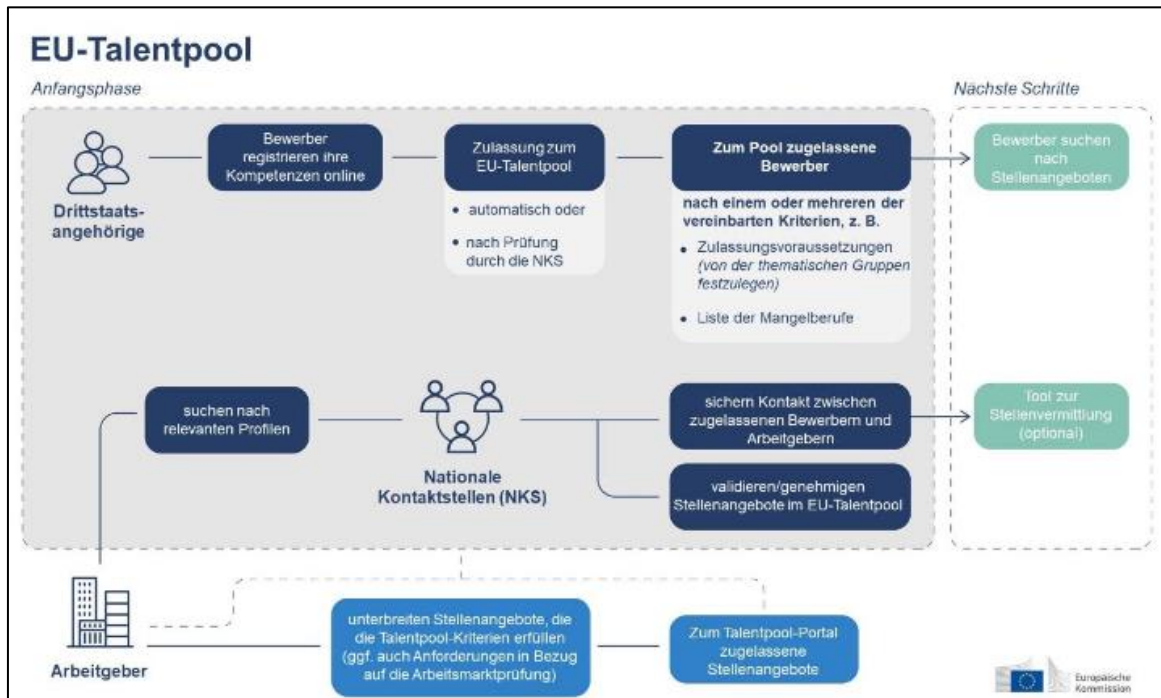 EU-Talentpool
Anfangsphase
Nächste Schritte
Drittstaats-
angehörige
Bewerber
registrieren ihre
Kompetenzen online
Zulassung zum
EU-Talentpool
• automatisch oder
• nach Prüfung
durch die NKS
Zum Pool zugelassene
Bewerber
nach einem oder mehreren der
vereinbarten Kriterien, z. B.
• Zulassungsvoraussetzungen
(von der thematischen Gruppen
festzulegen)
• Liste der Mangelberufe
Bewerber suchen
nach
Stellenangeboten
suchen nach
relevanten Profilen
Nationale
Kontaktstellen (NKS)
sichern Kontakt zwischen
zugelassenen Bewerbern und
Arbeitgebern
validieren/genehmigen
Stellenangebote im EU-Talentpool
Tool zur
Stellenvermittlung
(optional)
Arbeitgeber
unterbreiten Stellenangebote, die
die Talentpool-Kriterien erfüllen
(ggf. auch Anforderungen in Bezug
auf die Arbeitsmarktprüfung)
Zum Talentpool-Portal
zugelassene
Stellenangebote
Europäische
Kommission